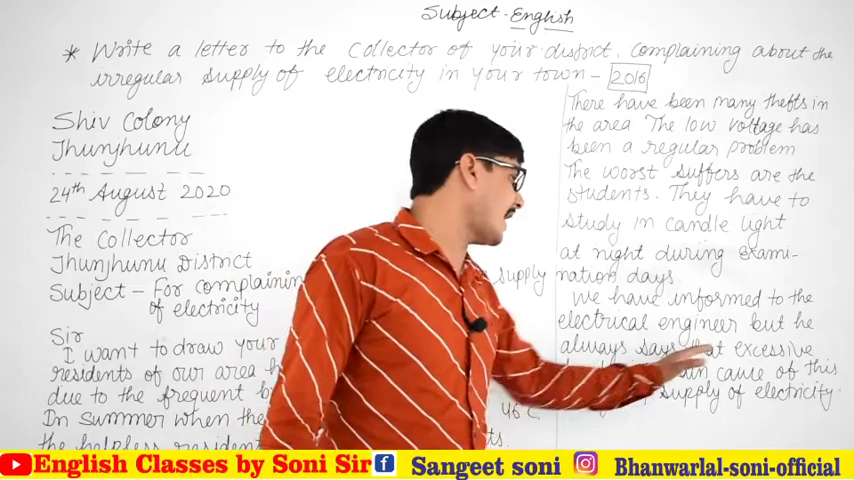 Subject - English
* Write a letter to the Collector of your district. complaining about the
irregular supply of electricity in your town - 2016
Shiv Colony
Jhunjhunu
24th August 2020
The Collector
Jhunjhunu District
Subject - For complainin supply
of electricity
Sir
I want to draw your
residents of our area
due to the frequent
In Summer when the 46 C.
the helpless resident ts.
There have been many thefts in
the area The low voltage has
been a regular problem
The worst suffers are the
students. They have to
study in candle light
at night during exami-
nation days
We have informed to the
electrical engineer but he
always says at excessive
in cause of this
supply of electricity.
English Classes by Soni Sir
Sangeet soni
Bhanwarlal-soni-official